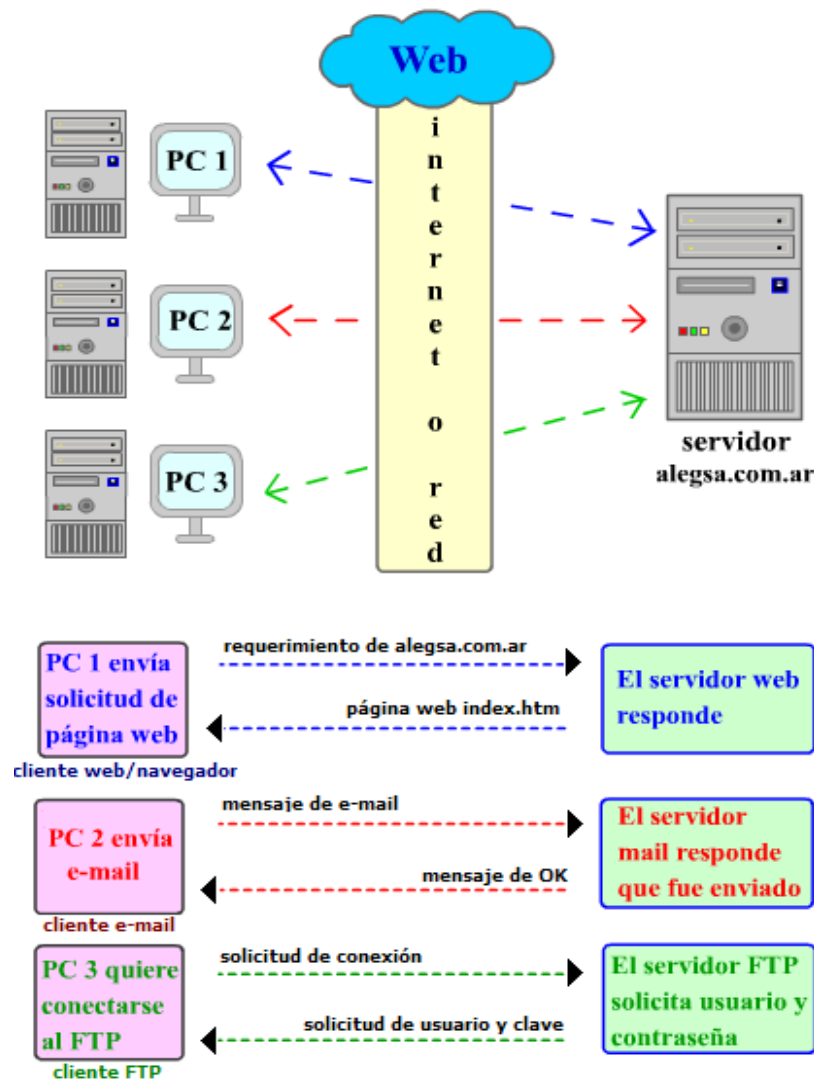 Web
internet o red
PC 1
PC 2
PC 3
servidor
alegsa.com.ar
PC 1 envía
solicitud de
página web
cliente web/navegador
requerimiento de alegsa.com.ar
página web index.htm
El servidor web
responde
PC 2 envía
e-mail
cliente e-mail
mensaje de e-mail
mensaje de OK
El servidor
mail responde
que fue enviado
PC 3 quiere
conectarse
al FTP
cliente FTP
solicitud de conexión
solicitud de usuario y clave
El servidor FTP
solicita usuario y
contraseña